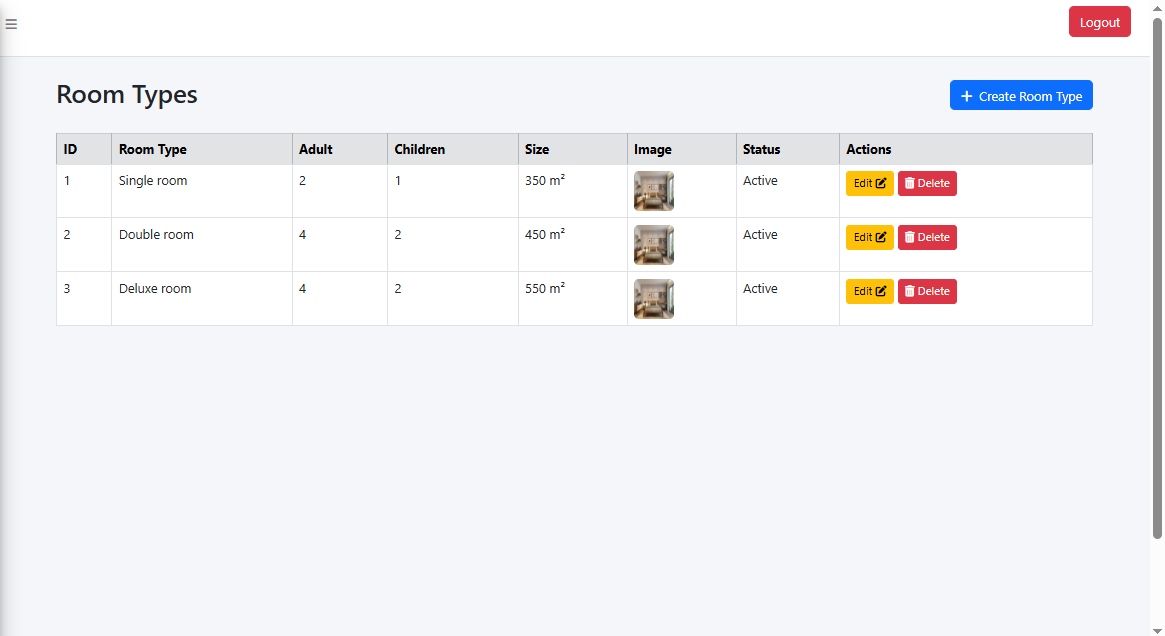 Logout
Room Types
Create Room Type
ID Room Type Adult Children Size Image Status Actions
1 Single room 2 1 350 m² Active Edit Delete
2 Double room 4 2 450 m² Active Edit Delete
3 Deluxe room 4 2 550 m² Active Edit Delete